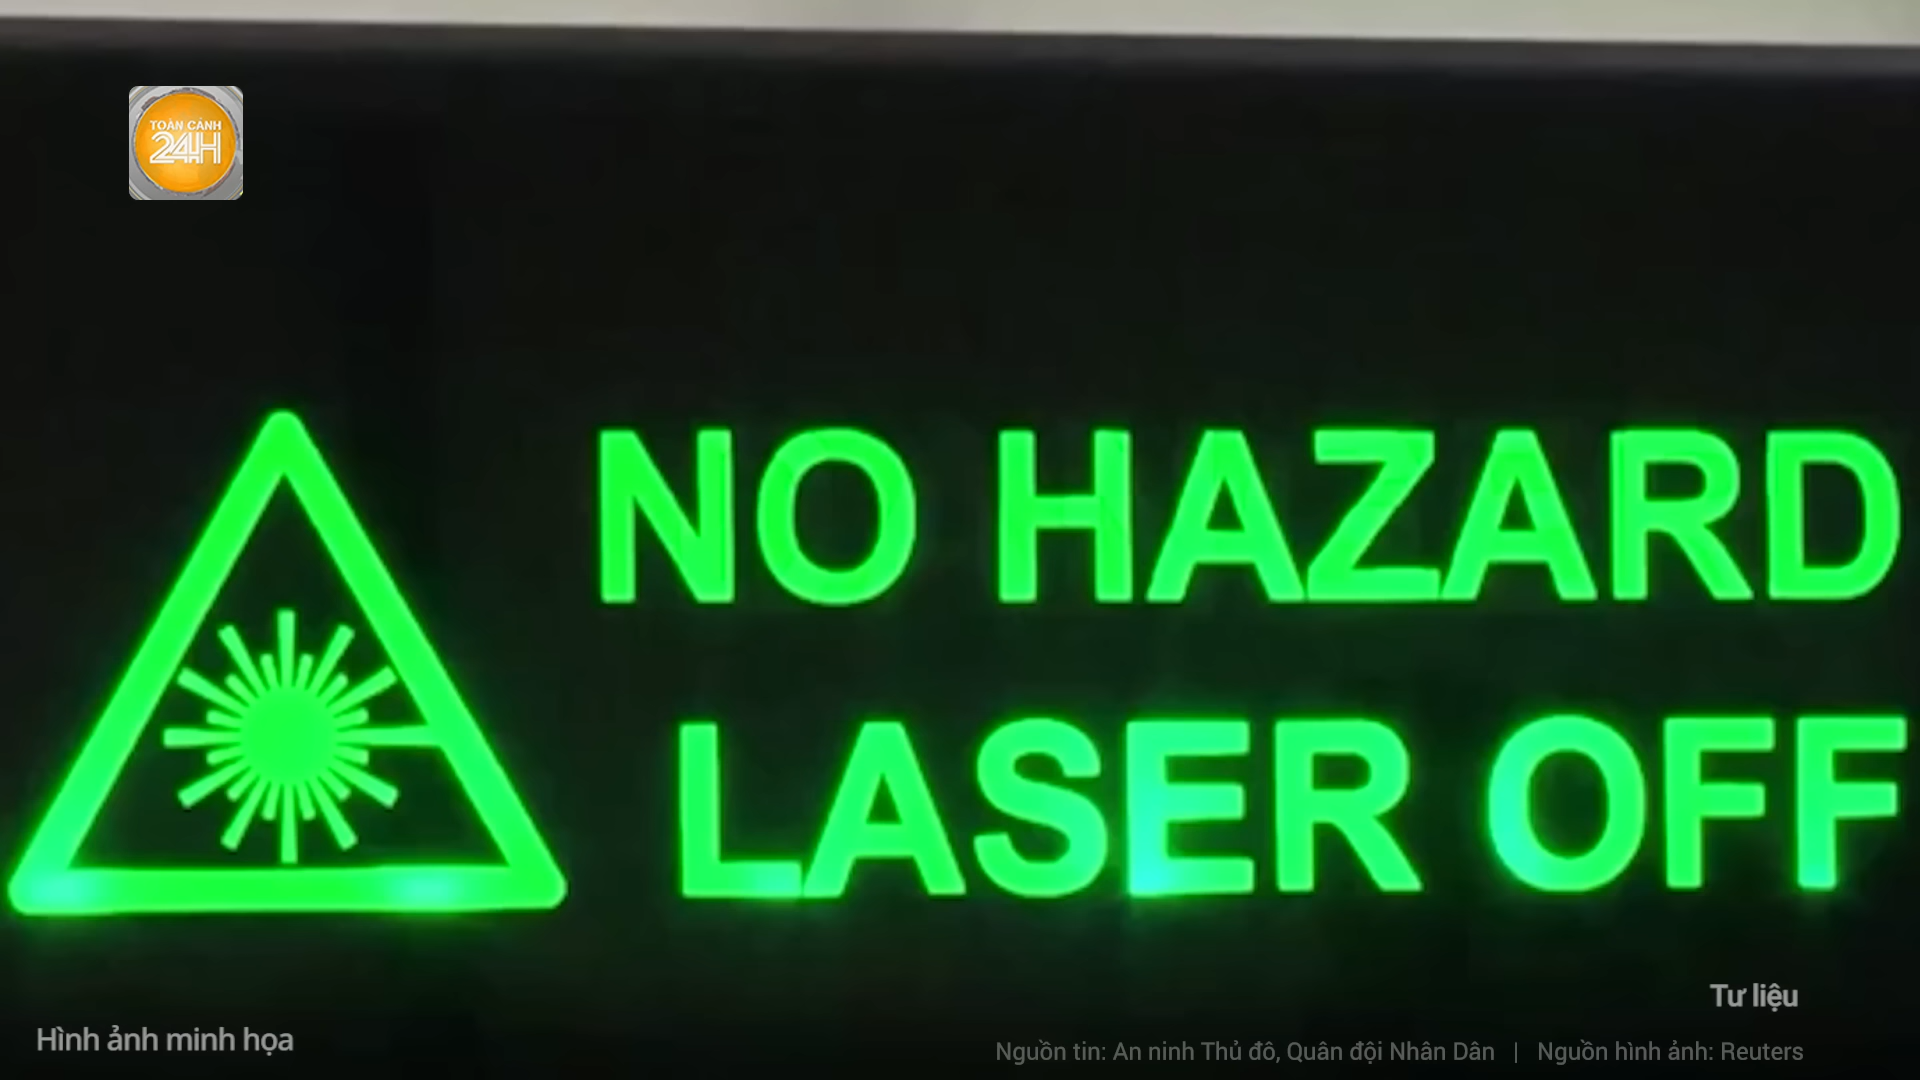 TOÀN CẢNH
24H
NO HAZARD
LASER OFF
Tư liệu
Hình ảnh minh họa
Nguồn tin: An ninh Thủ đô, Quân đội Nhân Dân | Nguồn hình ảnh: Reuters